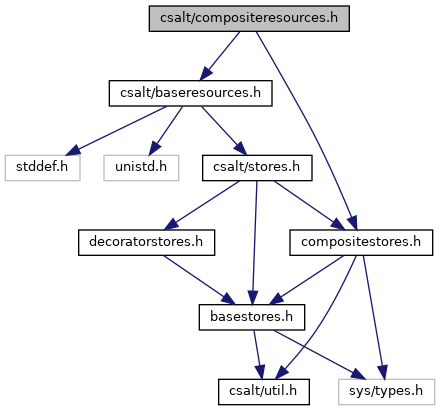 csalt/compositeresources.h
csalt/baseresources.h
stddef.h
unistd.h
csalt/stores.h
decoratorstores.h
compositestores.h
basestores.h
csalt/util.h
sys/types.h